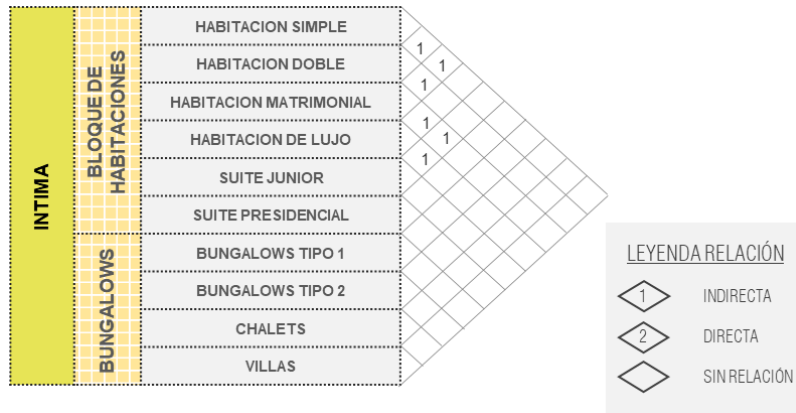 INTIMA
BLOQUE DE
HABITACIONES
HABITACION SIMPLE
HABITACION DOBLE
HABITACION MATRIMONIAL
HABITACION DE LUJO
SUITE JUNIOR
SUITE PRESIDENCIAL
BUNGALOWS
BUNGALOWS TIPO 1
BUNGALOWS TIPO 2
CHALETS
VILLAS
1
1
1
1
1
1
LEYENDA RELACIÓN
1 INDIRECTA
2 DIRECTA
SIN RELACIÓN